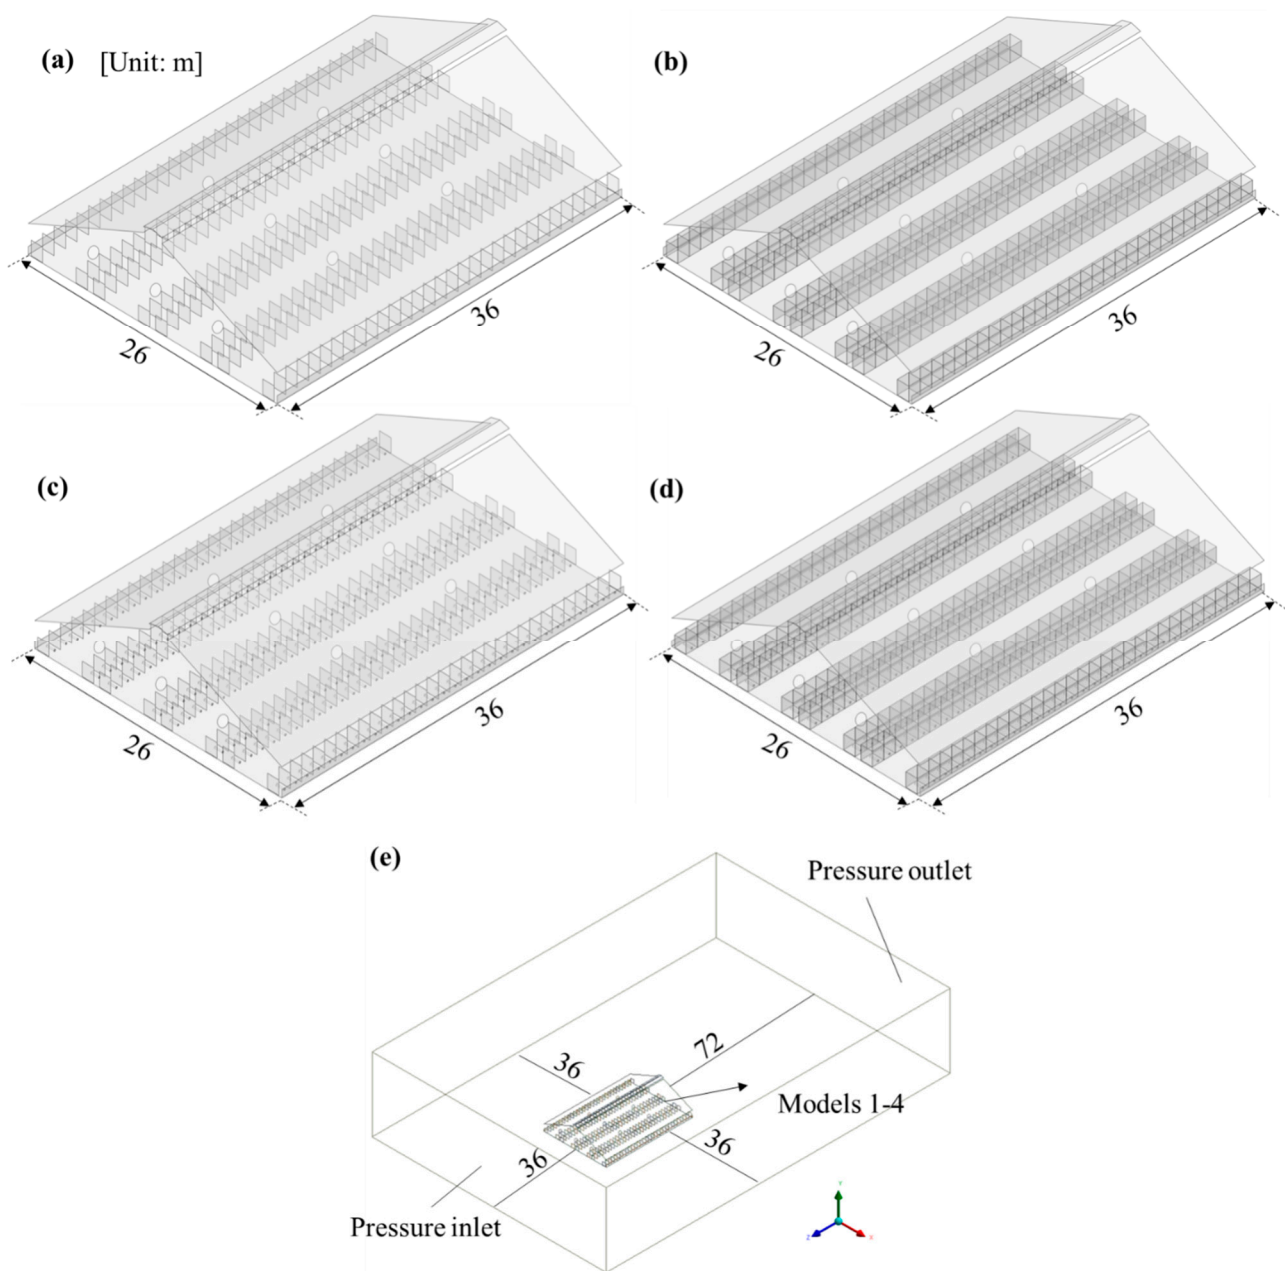 (a) [Unit: m]
(b)
26
36
26
36
(c)
(d)
26
36
26
36
(e)
Pressure outlet
36
72
Models 1-4
36
36
Pressure inlet
Y
Z
X